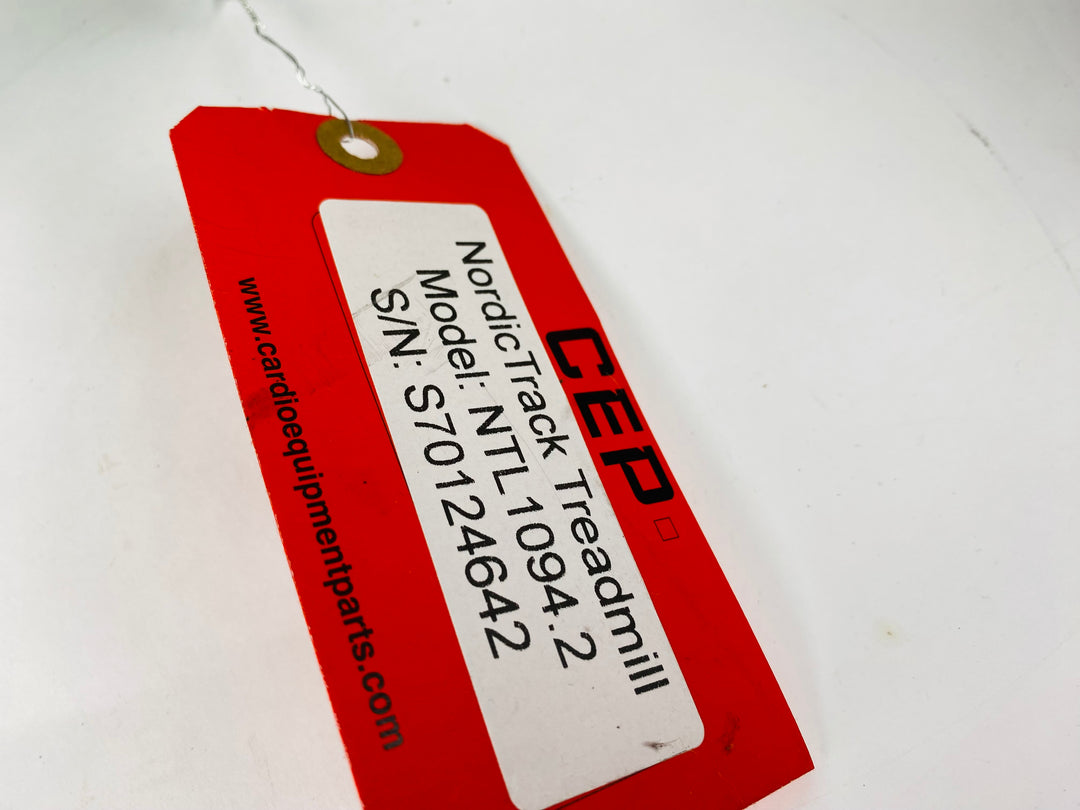 CEP
NordicTrack Treadmill
Model: NTL1094.2
S/N: S70124642
www.cardioequipmentparts.com